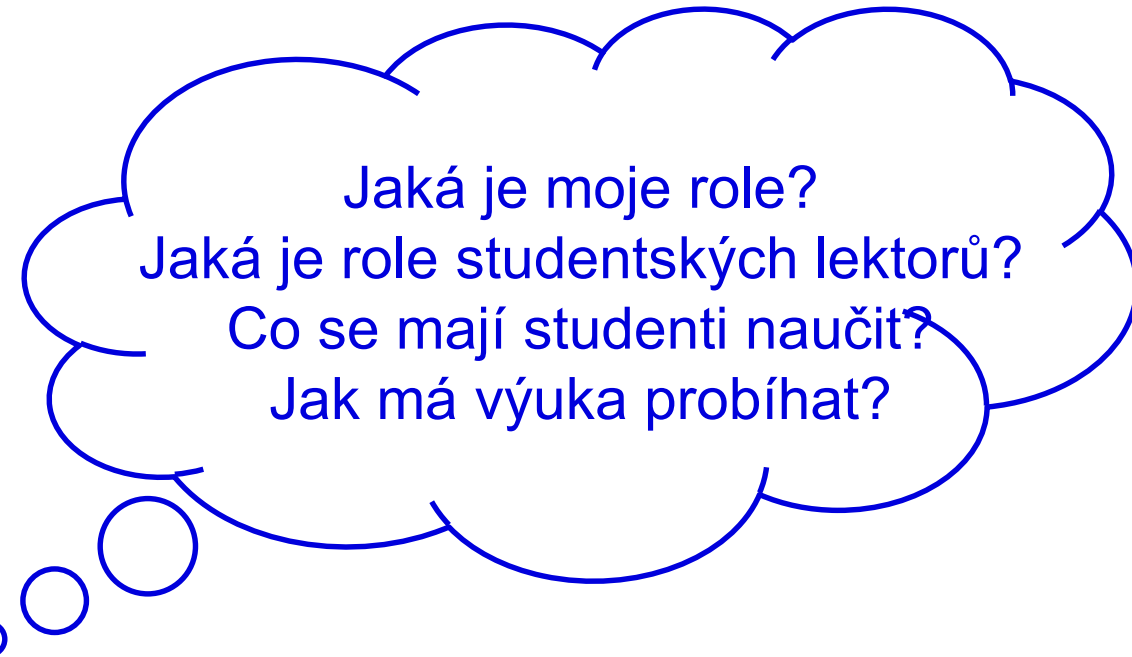 Jaká je moje role?
Jaká je role studentských lektorů?
Co se mají studenti naučit?
Jak má výuka probíhat?